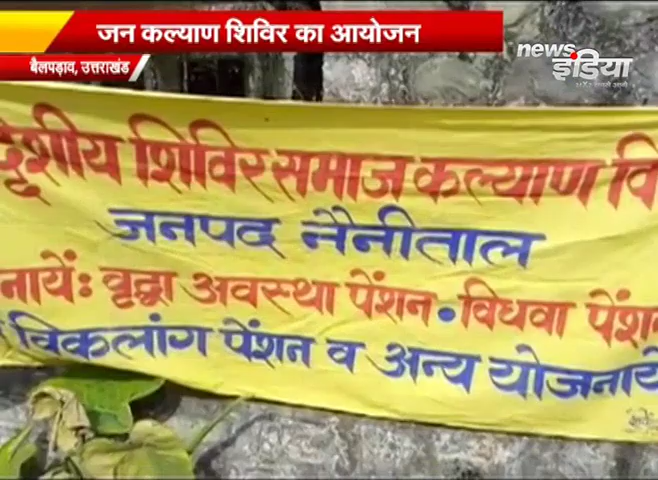 जन कल्याण शिविर का आयोजन
बैलपड़ाव, उत्तराखंड
news
इंडिया
शिविर समाज कल्याण
जनपद नैनीताल
वृद्धा अवस्था पेंशन • विधवा
विकलांग पेंशन व अन्य योजनाये